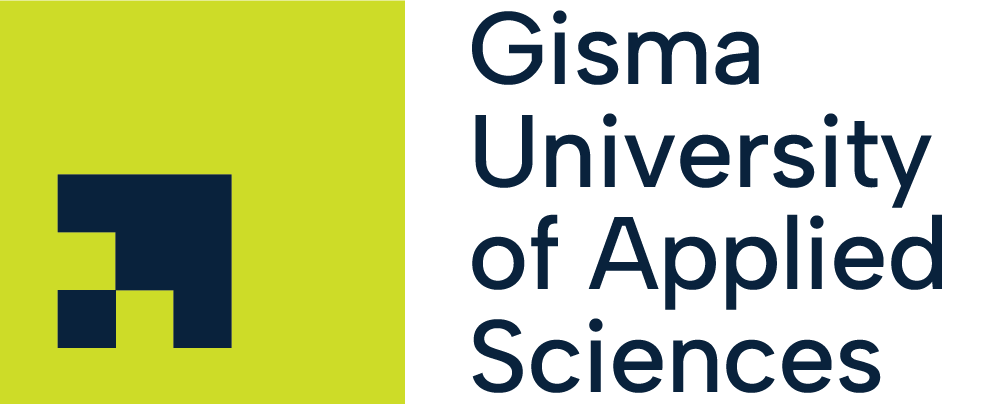 Gisma
University
of Applied
Sciences